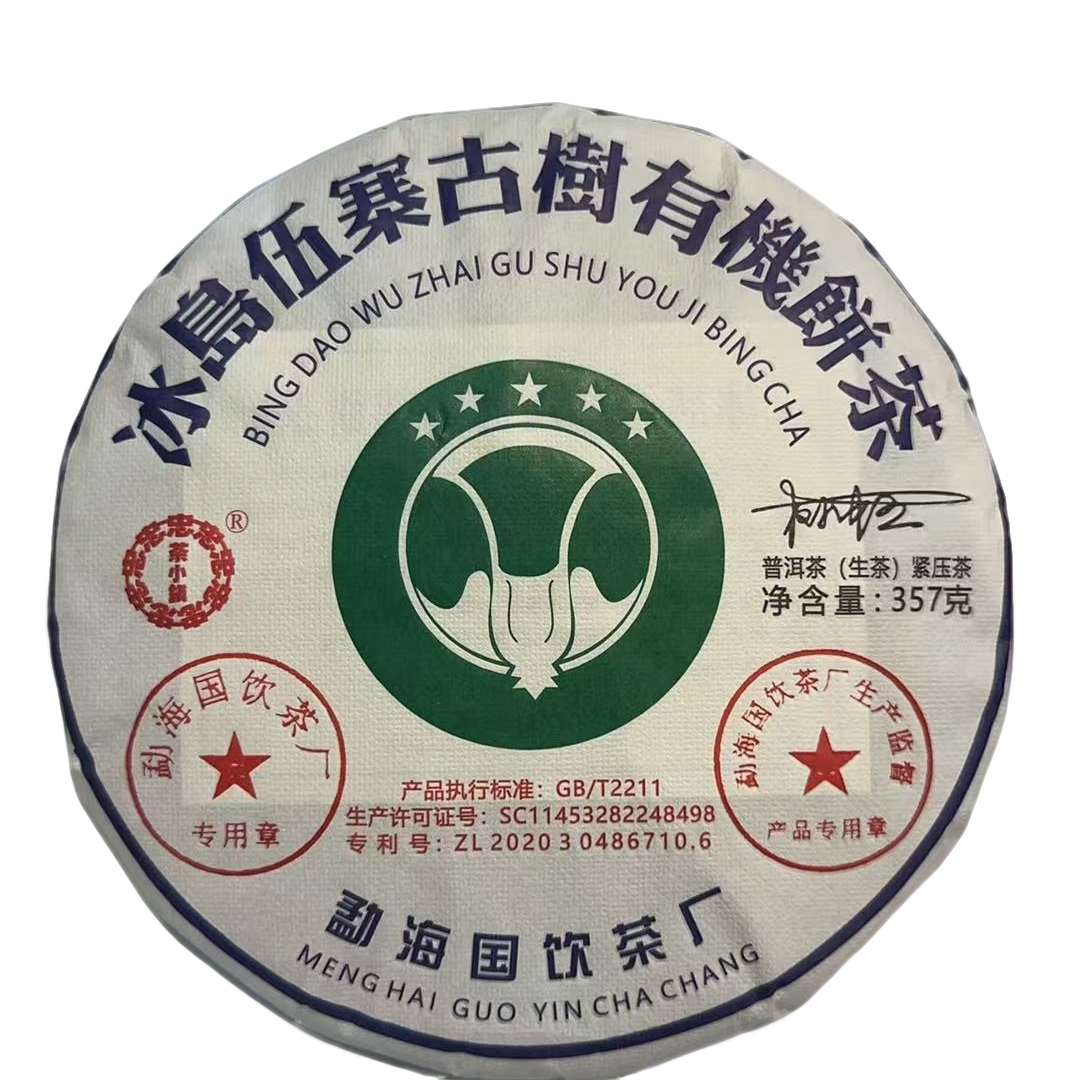 冰島伍寨古樹有機餅茶
BING DAO WU ZHAI GU SHU YOU JI BING CHA
®
茶小鎮
普洱茶（生茶）紧压茶
净含量：357克
勐海国饮茶厂
专用章
勐海国饮茶厂生产监督
产品专用章
产品执行标准：GB/T2211
生产许可证号：SC11453282248498
专利号：ZL 2020 3 0486710.6
勐海国饮茶厂
MENG HAI GUO YIN CHA CHANG